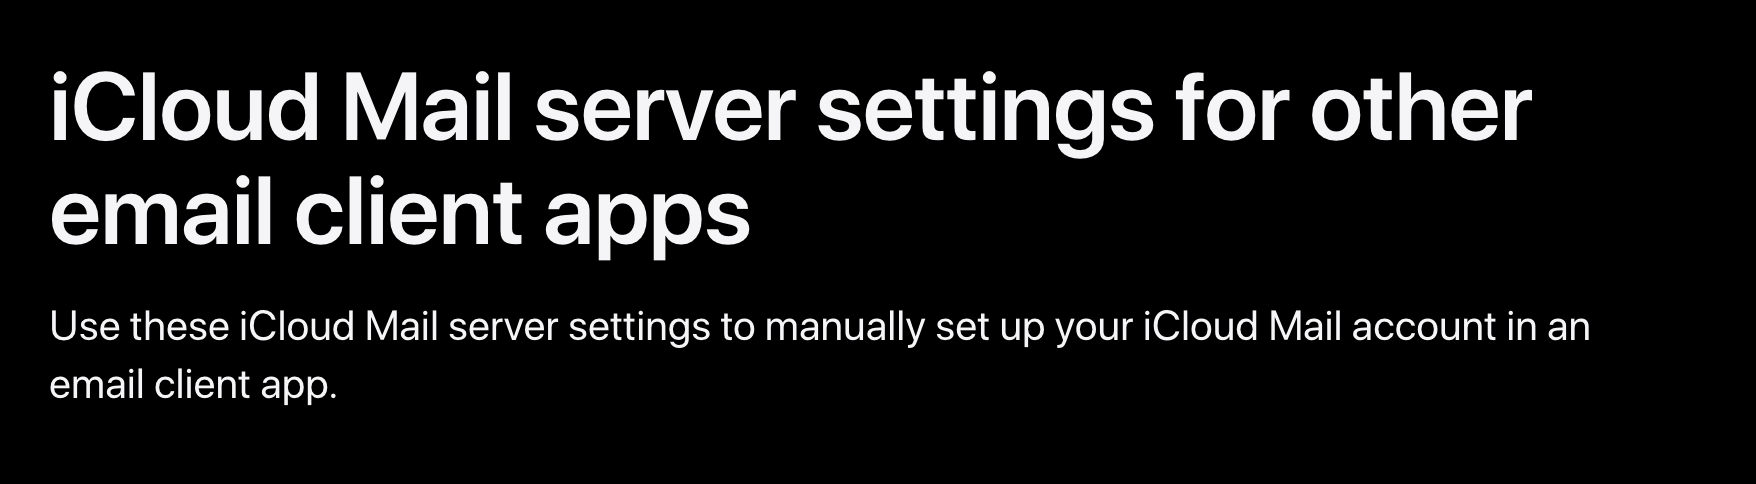 iCloud Mail server settings for other
email client apps
Use these iCloud Mail server settings to manually set up your iCloud Mail account in an
email client app.